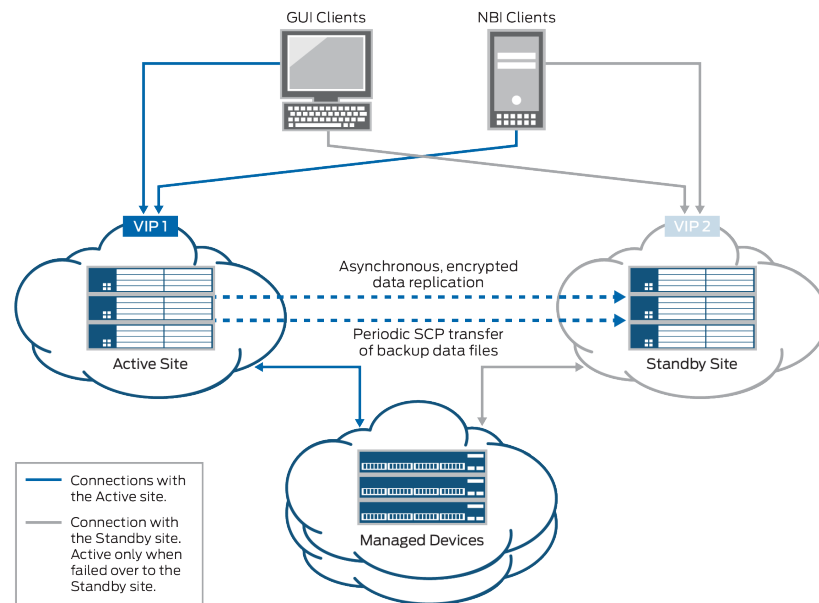 GUI Clients
NBI Clients
VIP 1
VIP 2
Asynchronous, encrypted
data replication
Periodic SCP transfer
of backup data files
Active Site
Standby Site
Managed Devices
Connections with
the Active site.
Connection with
the Standby site.
Active only when
failed over to the
Standby site.